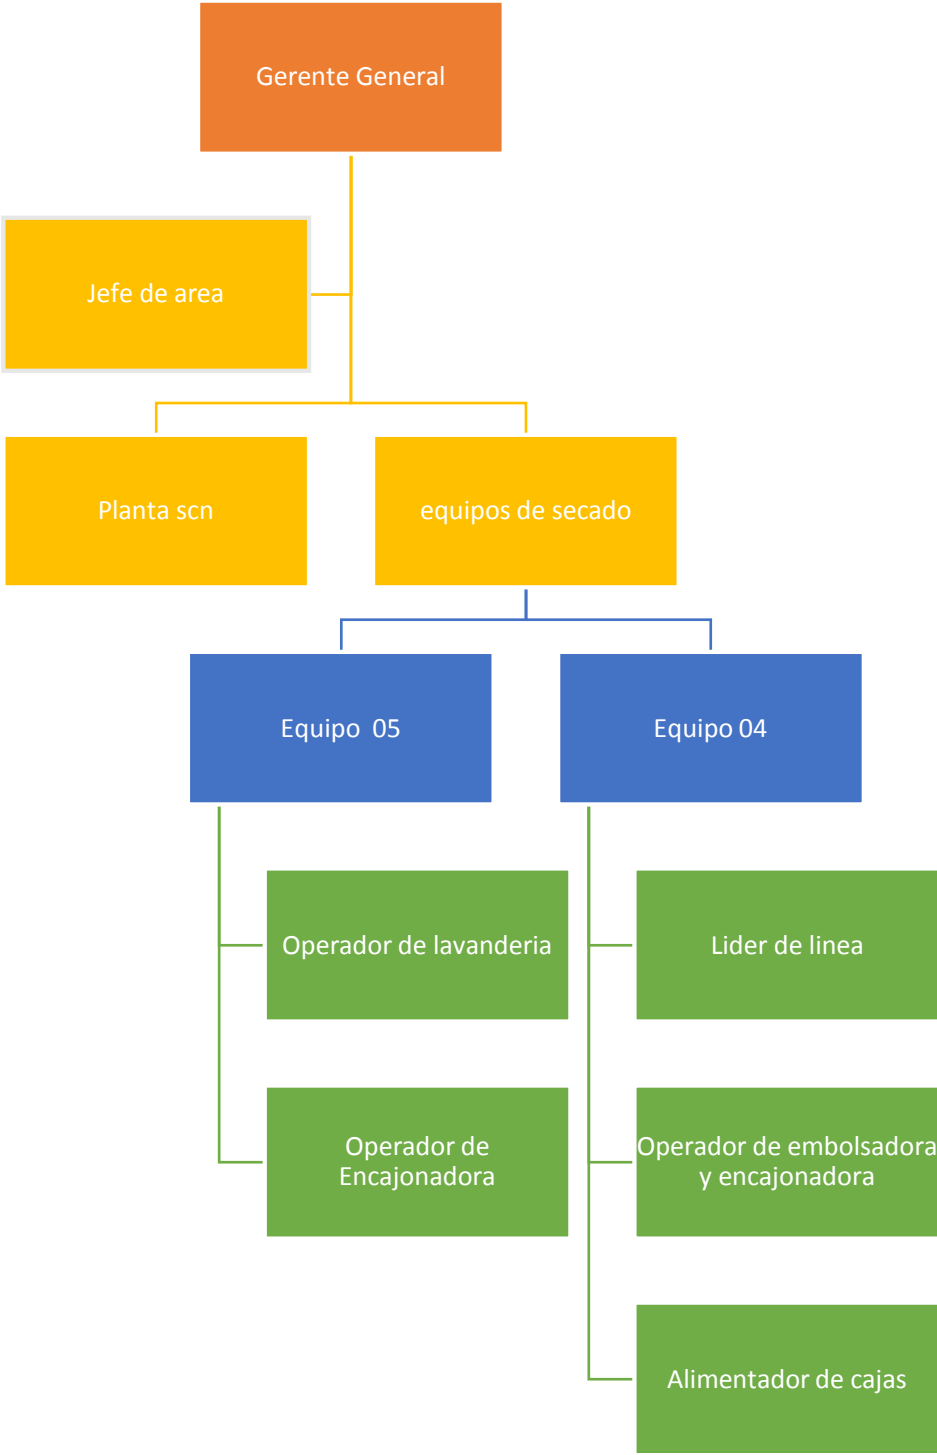 Gerente General
Jefe de area
Planta scn
equipos de secado
Equipo  05
Equipo 04
Operador de lavanderia
Lider de linea
Operador de
Encajonadora
Operador de embolsadora
y encajonadora
Alimentador de cajas